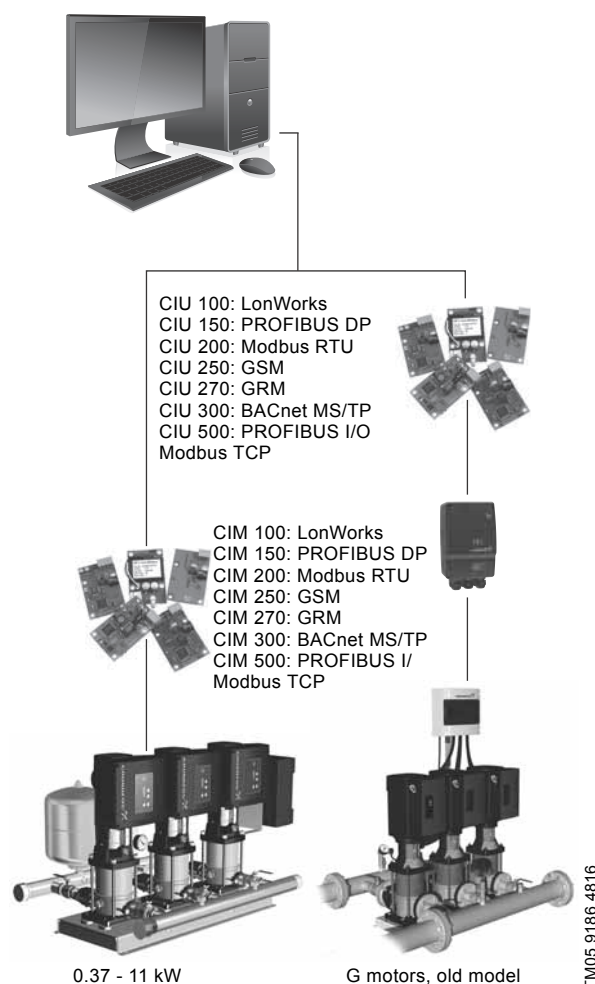 CIU 100: LonWorks
CIU 150: PROFIBUS DP
CIU 200: Modbus RTU
CIU 250: GSM
CIU 270: GRM
CIU 300: BACnet MS/TP
CIU 500: PROFIBUS I/O
Modbus TCP
CIM 100: LonWorks
CIM 150: PROFIBUS DP
CIM 200: Modbus RTU
CIM 250: GSM
CIM 270: GRM
CIM 300: BACnet MS/TP
CIM 500: PROFIBUS I/
Modbus TCP
0.37 - 11 kW
G motors, old model
TM05 9186 4816